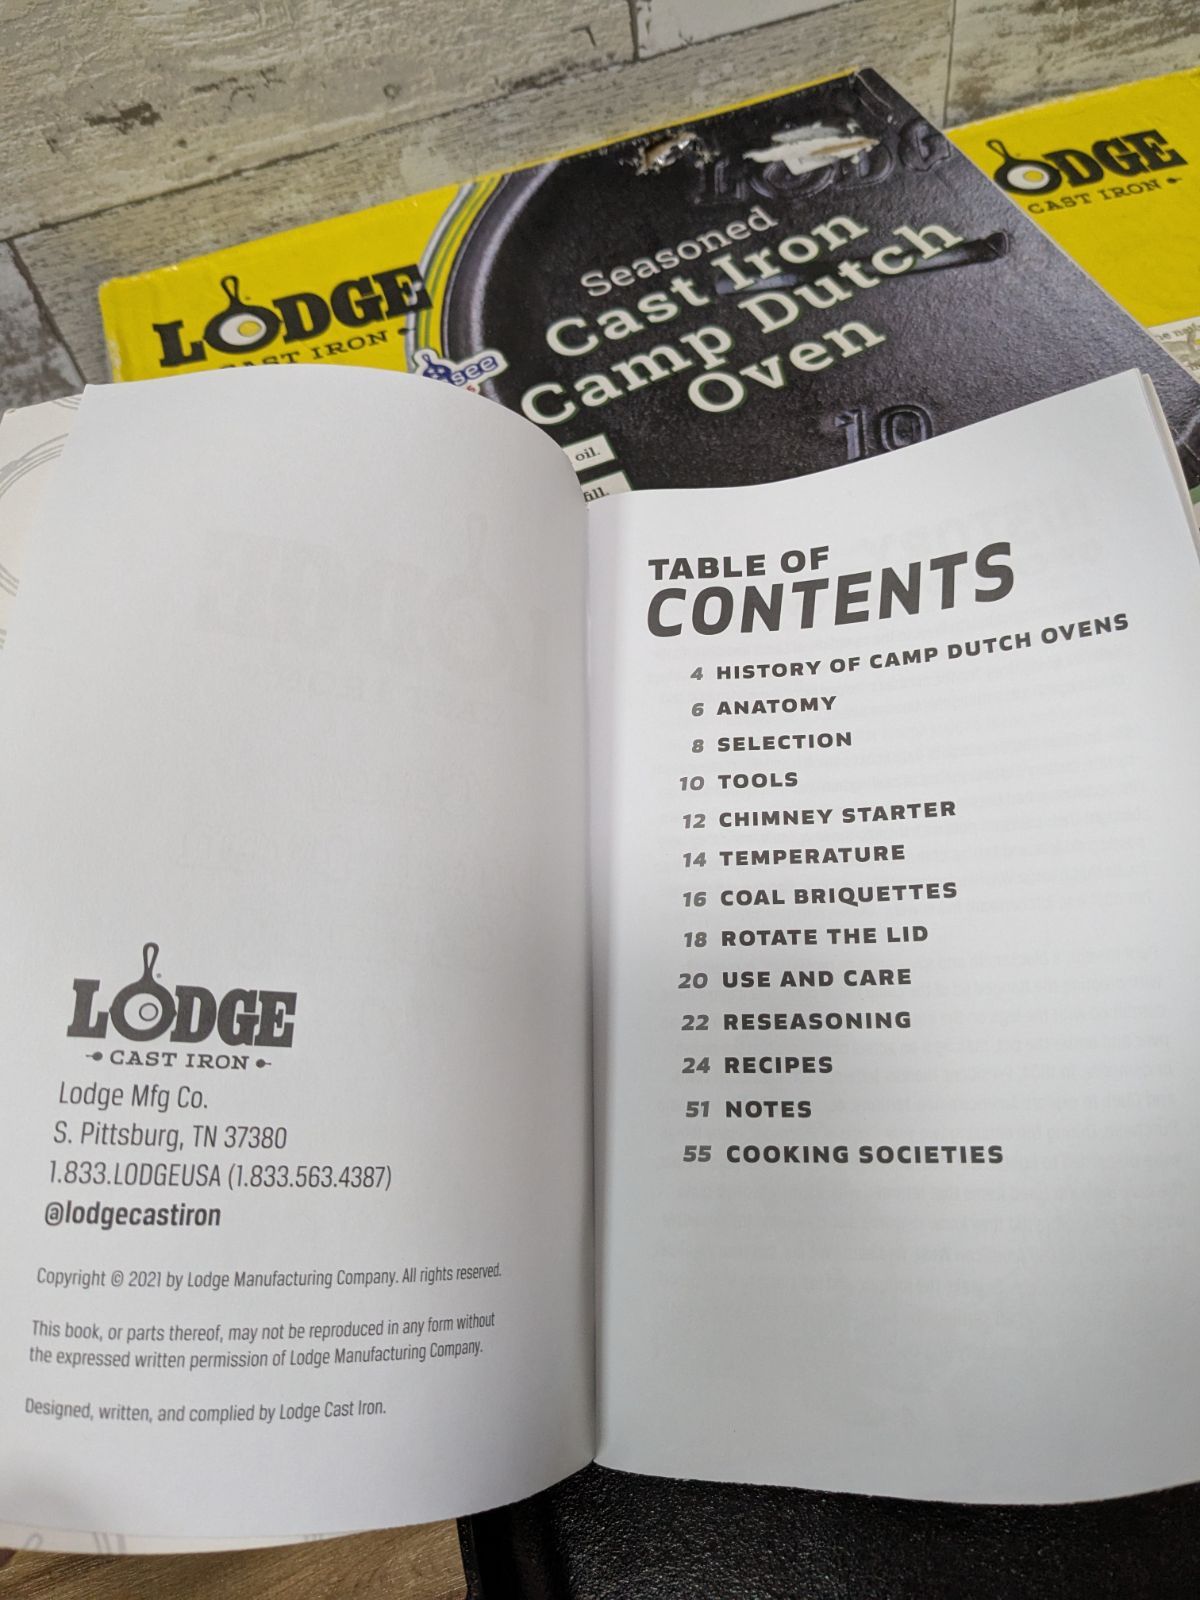 LODGE
CAST IRON
LODG
Seasoned
Cast Iron
Camp Dutch
Oven
10
see
oil.
fill.
LODGE
CAST IRON
LODGE
CAST IRON
Lodge Mfg Co.
S. Pittsburg, TN 37380
1.833.LODGEUSA (1.833.563.4387)
@lodgecastiron
Copyright © 2021 by Lodge Manufacturing Company. All rights reserved.
This book, or parts thereof, may not be reproduced in any form without
the expressed written permission of Lodge Manufacturing Company.
Designed, written, and complied by Lodge Cast Iron.
TABLE OF
CONTENTS
4 HISTORY OF CAMP DUTCH OVENS
6 ANATOMY
8 SELECTION
10 TOOLS
12 CHIMNEY STARTER
14 TEMPERATURE
16 COAL BRIQUETTES
18 ROTATE THE LID
20 USE AND CARE
22 RESEASONING
24 RECIPES
51 NOTES
55 COOKING SOCIETIES